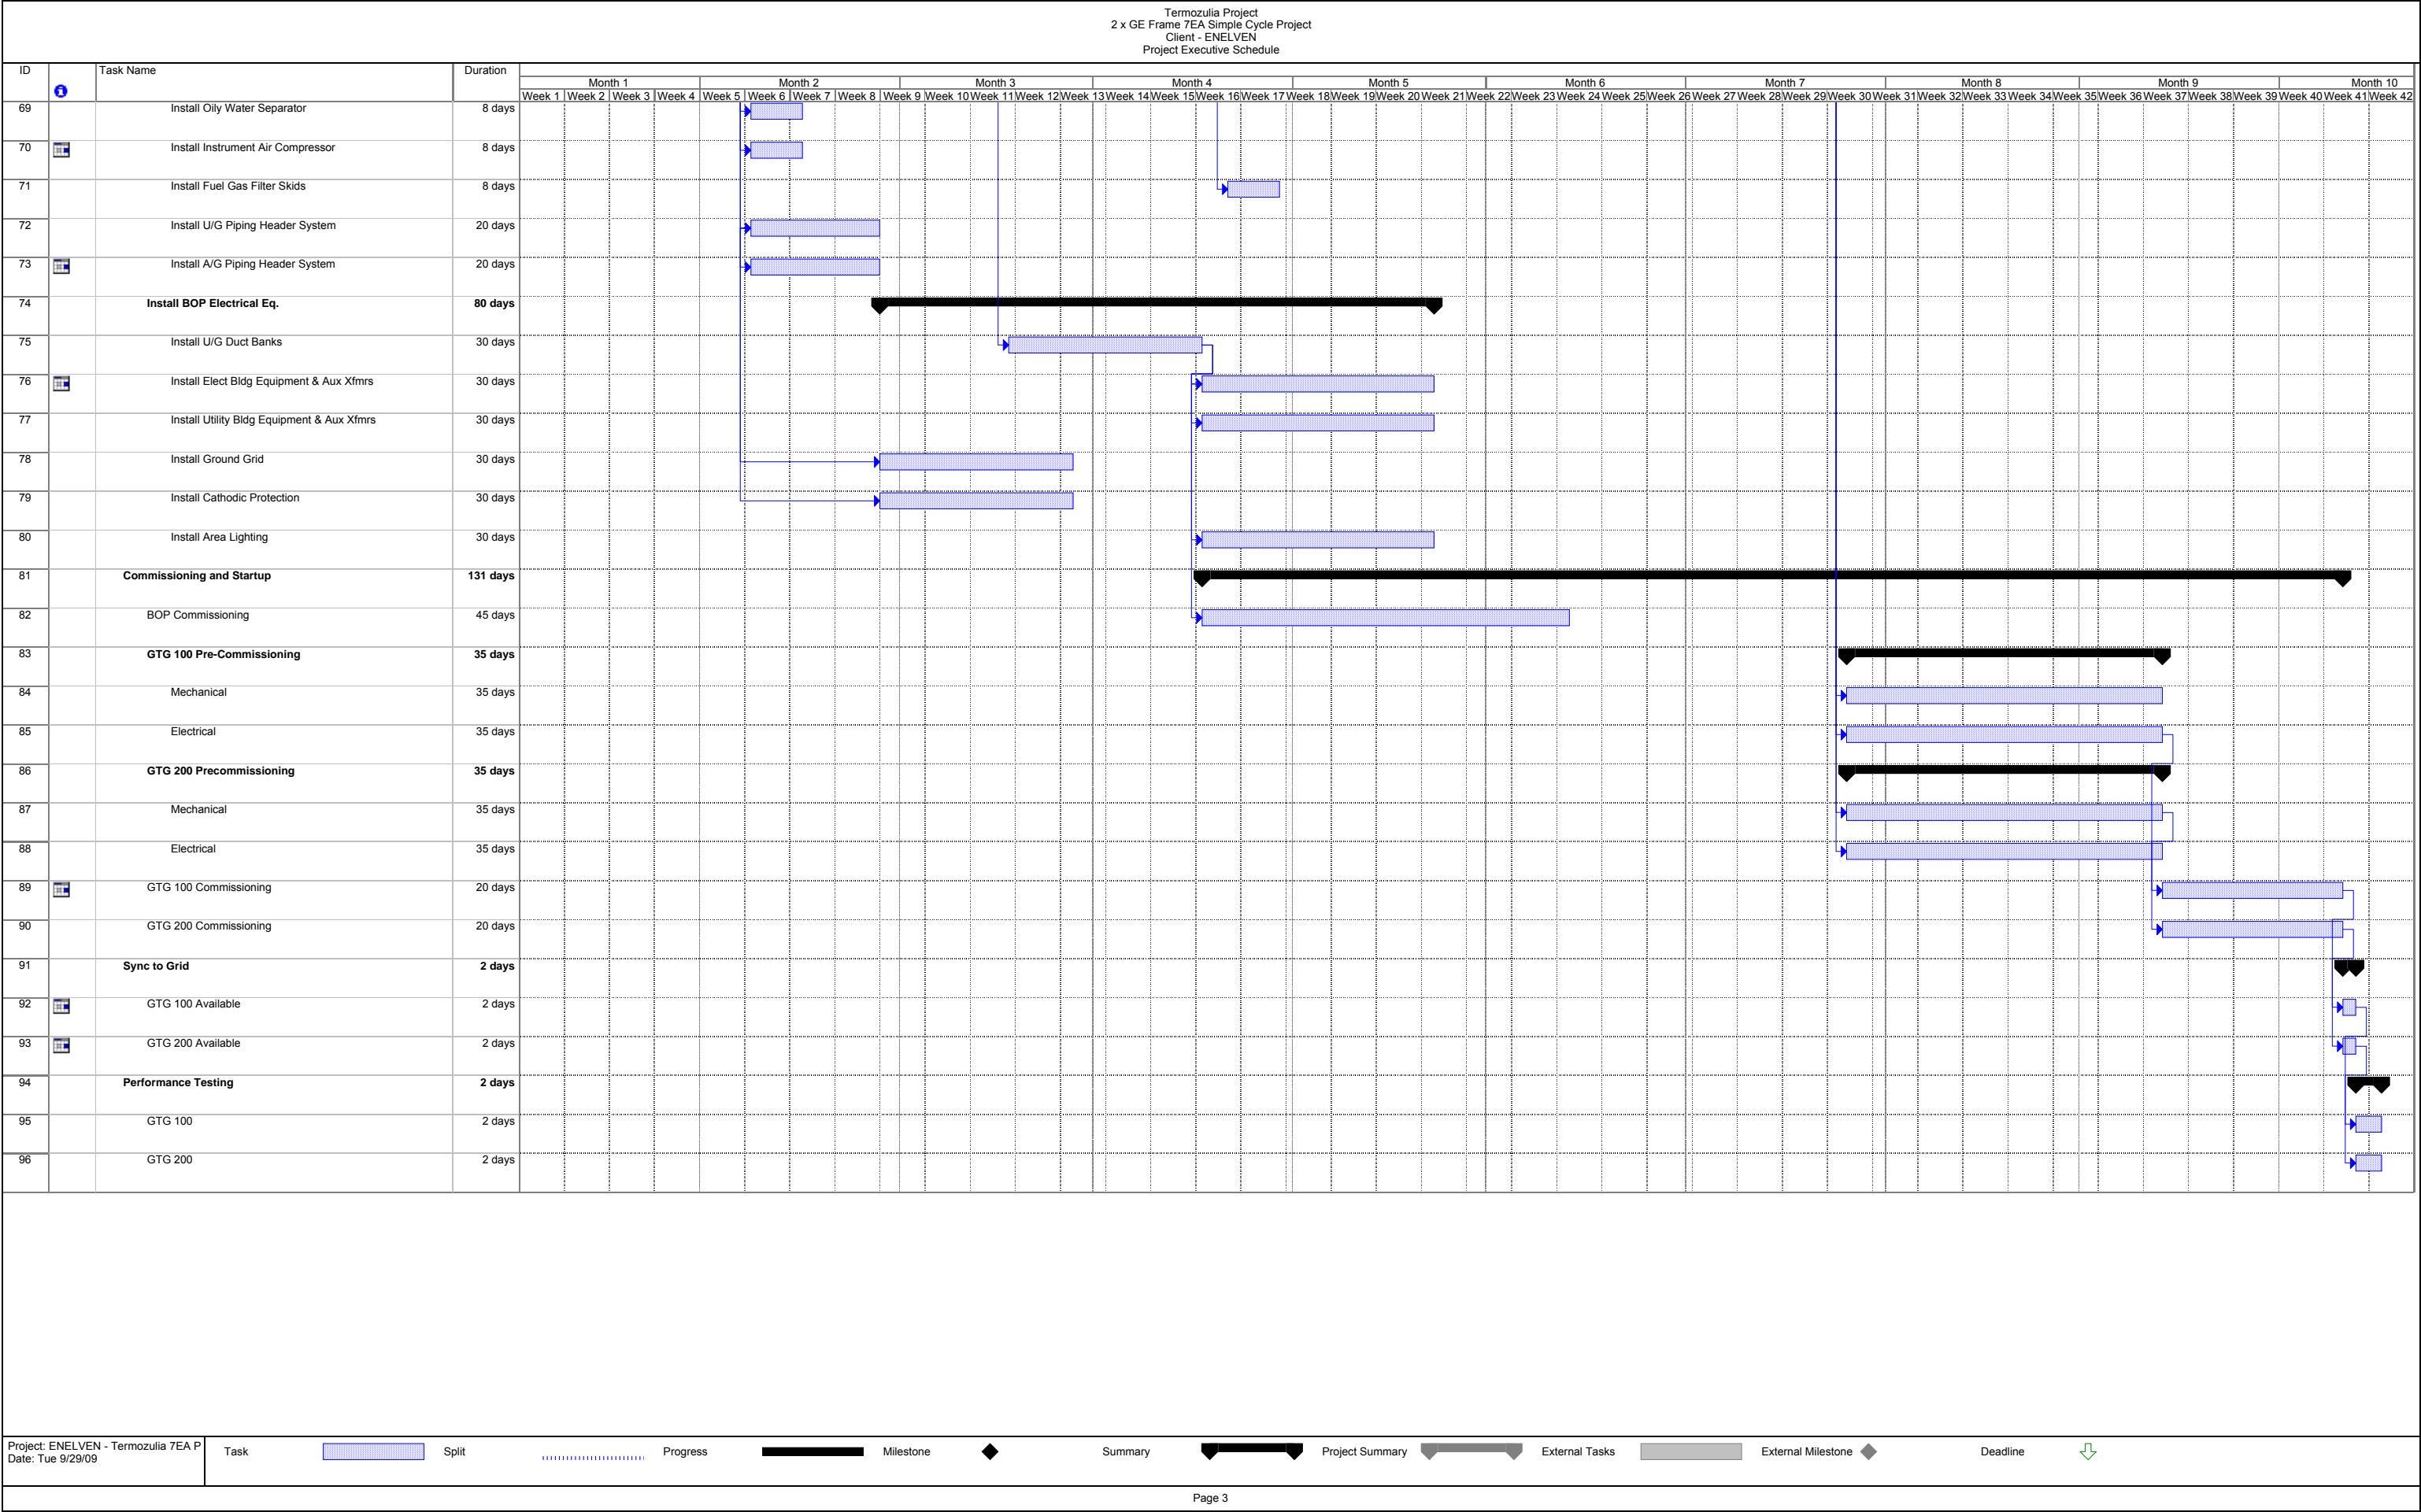 Termozulia Project
2 x GE Frame 7EA Simple Cycle Project
Client - ENELVEN
Project Executive Schedule
ID Task Name Duration
Month 1 Month 2 Month 3 Month 4 Month 5 Month 6 Month 7 Month 8 Month 9 Month 10
Week 1 Week 2 Week 3 Week 4 Week 5 Week 6 Week 7 Week 8 Week 9 Week 10 Week 11 Week 12 Week 13 Week 14 Week 15 Week 16 Week 17 Week 18 Week 19 Week 20 Week 21 Week 22 Week 23 Week 24 Week 25 Week 26 Week 27 Week 28 Week 29 Week 30 Week 31 Week 32 Week 33 Week 34 Week 35 Week 36 Week 37 Week 38 Week 39 Week 40 Week 41 Week 42
69 Install Oily Water Separator 8 days
70 Install Instrument Air Compressor 8 days
71 Install Fuel Gas Filter Skids 8 days
72 Install U/G Piping Header System 20 days
73 Install A/G Piping Header System 20 days
74 Install BOP Electrical Eq. 80 days
75 Install U/G Duct Banks 30 days
76 Install Elect Bldg Equipment & Aux Xfmrs 30 days
77 Install Utility Bldg Equipment & Aux Xfmrs 30 days
78 Install Ground Grid 30 days
79 Install Cathodic Protection 30 days
80 Install Area Lighting 30 days
81 Commissioning and Startup 131 days
82 BOP Commissioning 45 days
83 GTG 100 Pre-Commissioning 35 days
84 Mechanical 35 days
85 Electrical 35 days
86 GTG 200 Precommissioning 35 days
87 Mechanical 35 days
88 Electrical 35 days
89 GTG 100 Commissioning 20 days
90 GTG 200 Commissioning 20 days
91 Sync to Grid 2 days
92 GTG 100 Available 2 days
93 GTG 200 Available 2 days
94 Performance Testing 2 days
95 GTG 100 2 days
96 GTG 200 2 days
Project: ENELVEN - Termozulia 7EA P
Date: Tue 9/29/09
Task Split Progress Milestone Summary Project Summary External Tasks External Milestone Deadline
Page 3